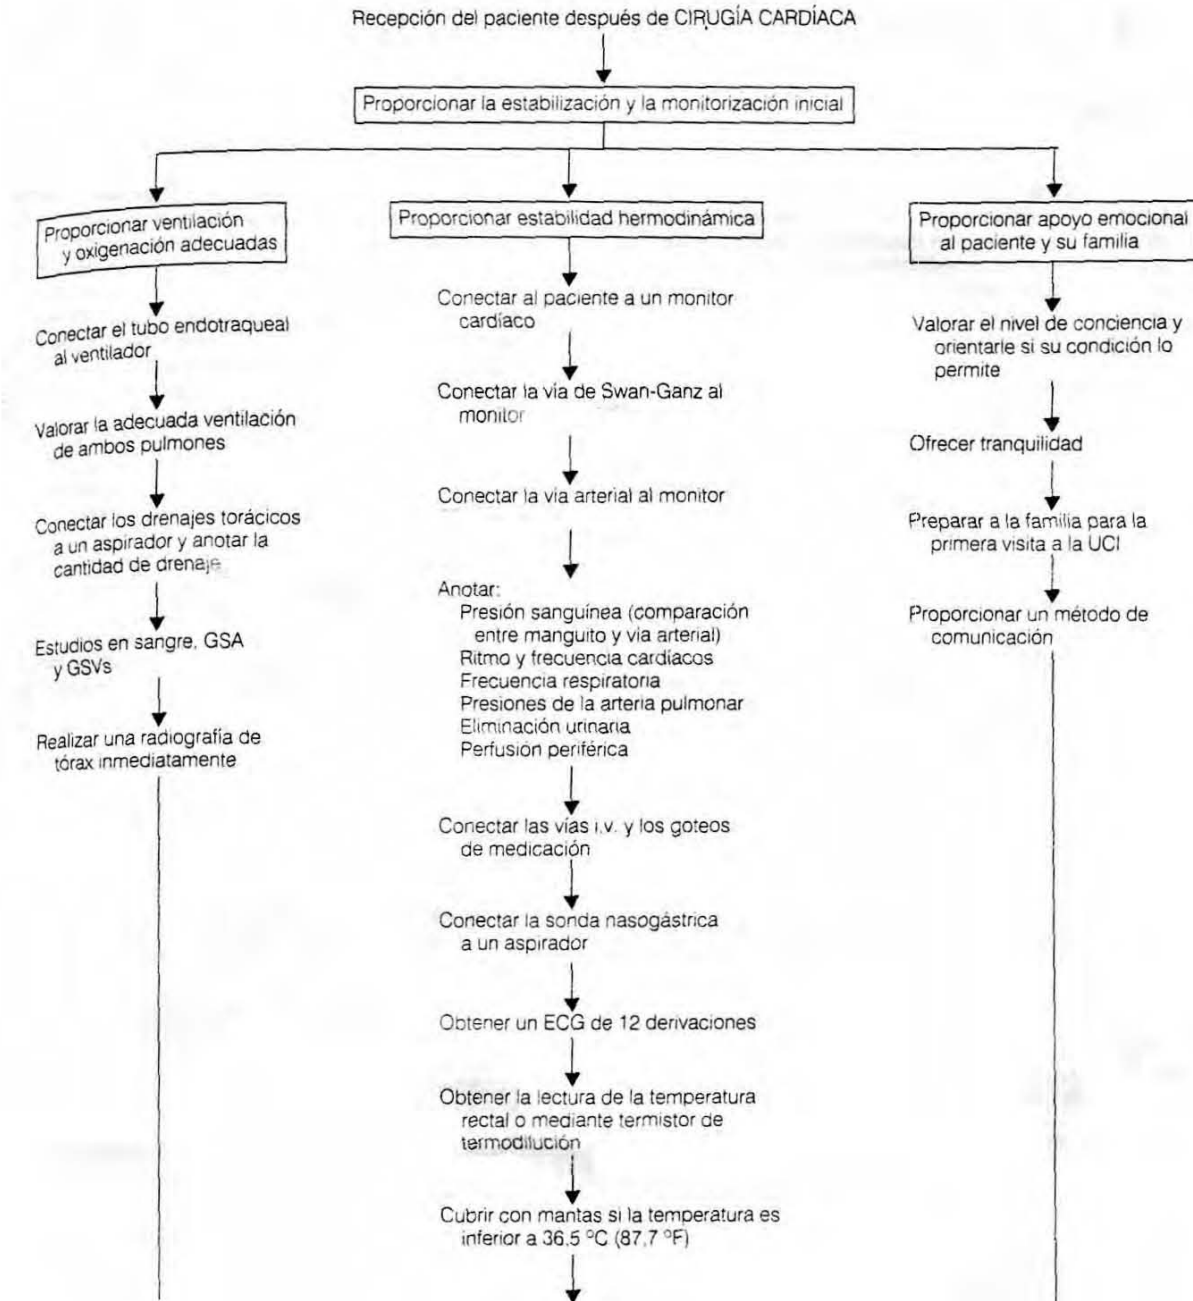 Recepción del paciente después de CIRUGÍA CARDÍACA
Proporcionar la estabilización y la monitorización inicial
Proporcionar ventilación
y oxigenación adecuadas
Conectar el tubo endotraqueal
al ventilador
Valorar la adecuada ventilación
de ambos pulmones
Conectar los drenajes torácicos
a un aspirador y anotar la
cantidad de drenaje
Estudios en sangre, GSA
y GSVs
Realizar una radiografía de
tórax inmediatamente
Proporcionar estabilidad hermodinámica
Conectar al paciente a un monitor
cardíaco
Conectar la vía de Swan-Ganz al
monitor
Conectar la vía arterial al monitor
Anotar:
Presión sanguínea (comparación
entre manguito y vía arterial)
Ritmo y frecuencia cardíacos
Frecuencia respiratoria
Presiones de la arteria pulmonar
Eliminación urinaria
Perfusión periférica
Conectar las vías i.v. y los goteos
de medicación
Conectar la sonda nasogástrica
a un aspirador
Obtener un ECG de 12 derivaciones
Obtener la lectura de la temperatura
rectal o mediante termistor de
termodilución
Cubrir con mantas si la temperatura es
inferior a 36.5 °C (87,7 °F)
Proporcionar apoyo emocional
al paciente y su familia
Valorar el nivel de conciencia y
orientarle si su condición lo
permite
Ofrecer tranquilidad
Preparar a la familia para la
primera visita a la UCI
Proporcionar un método de
comunicación